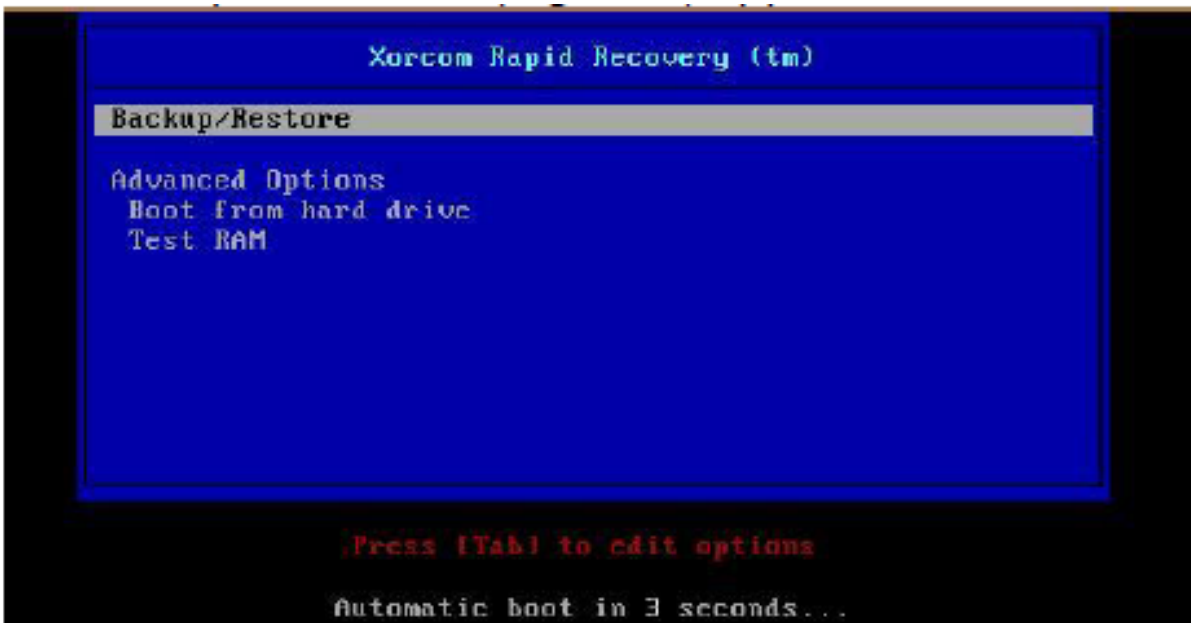 Xorcom Rapid Recovery (tm)
Backup/Restore
Advanced Options
Boot from hard drive
Test RAM
Press [Tab] to edit options
Automatic boot in 3 seconds...